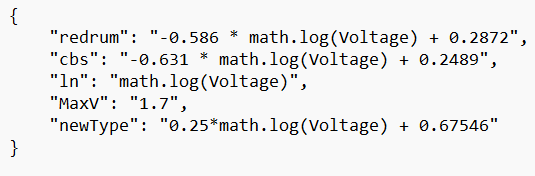 {
"redrum": "-0.586 * math.log(Voltage) + 0.2872",
"cbs": "-0.631 * math.log(Voltage) + 0.2489",
"ln": "math.log(Voltage)",
"MaxV": "1.7",
"newType": "0.25*math.log(Voltage) + 0.67546"
}